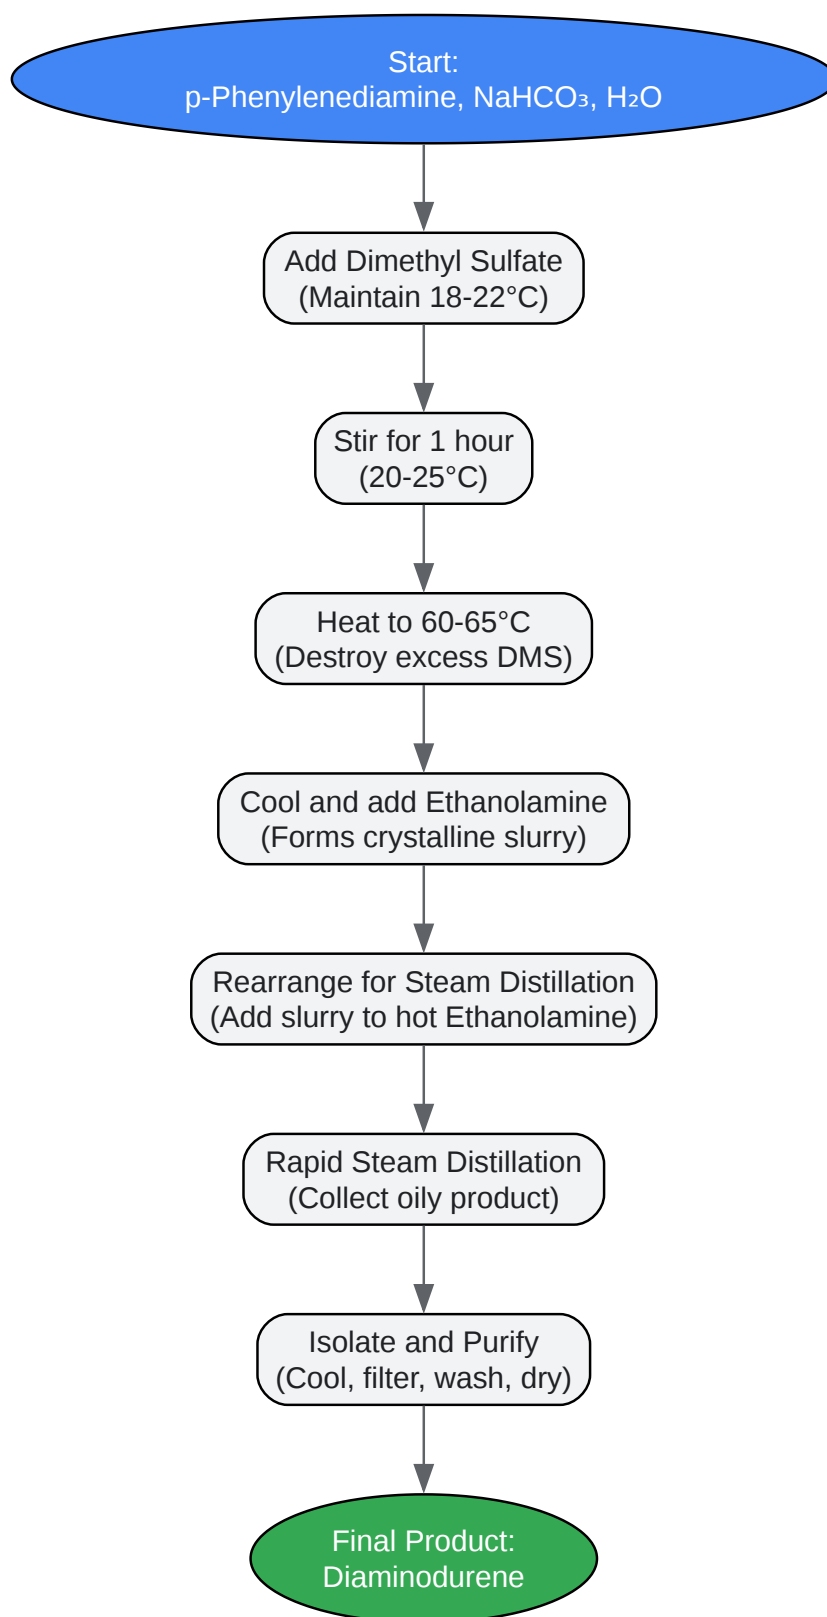 Start:
p-Phenylenediamine, NaHCO₃, H₂O
Add Dimethyl Sulfate
(Maintain 18-22°C)
Stir for 1 hour
(20-25°C)
Heat to 60-65°C
(Destroy excess DMS)
Cool and add Ethanolamine
(Forms crystalline slurry)
Rearrange for Steam Distillation
(Add slurry to hot Ethanolamine)
Rapid Steam Distillation
(Collect oily product)
Isolate and Purify
(Cool, filter, wash, dry)
Final Product:
Diaminodurene